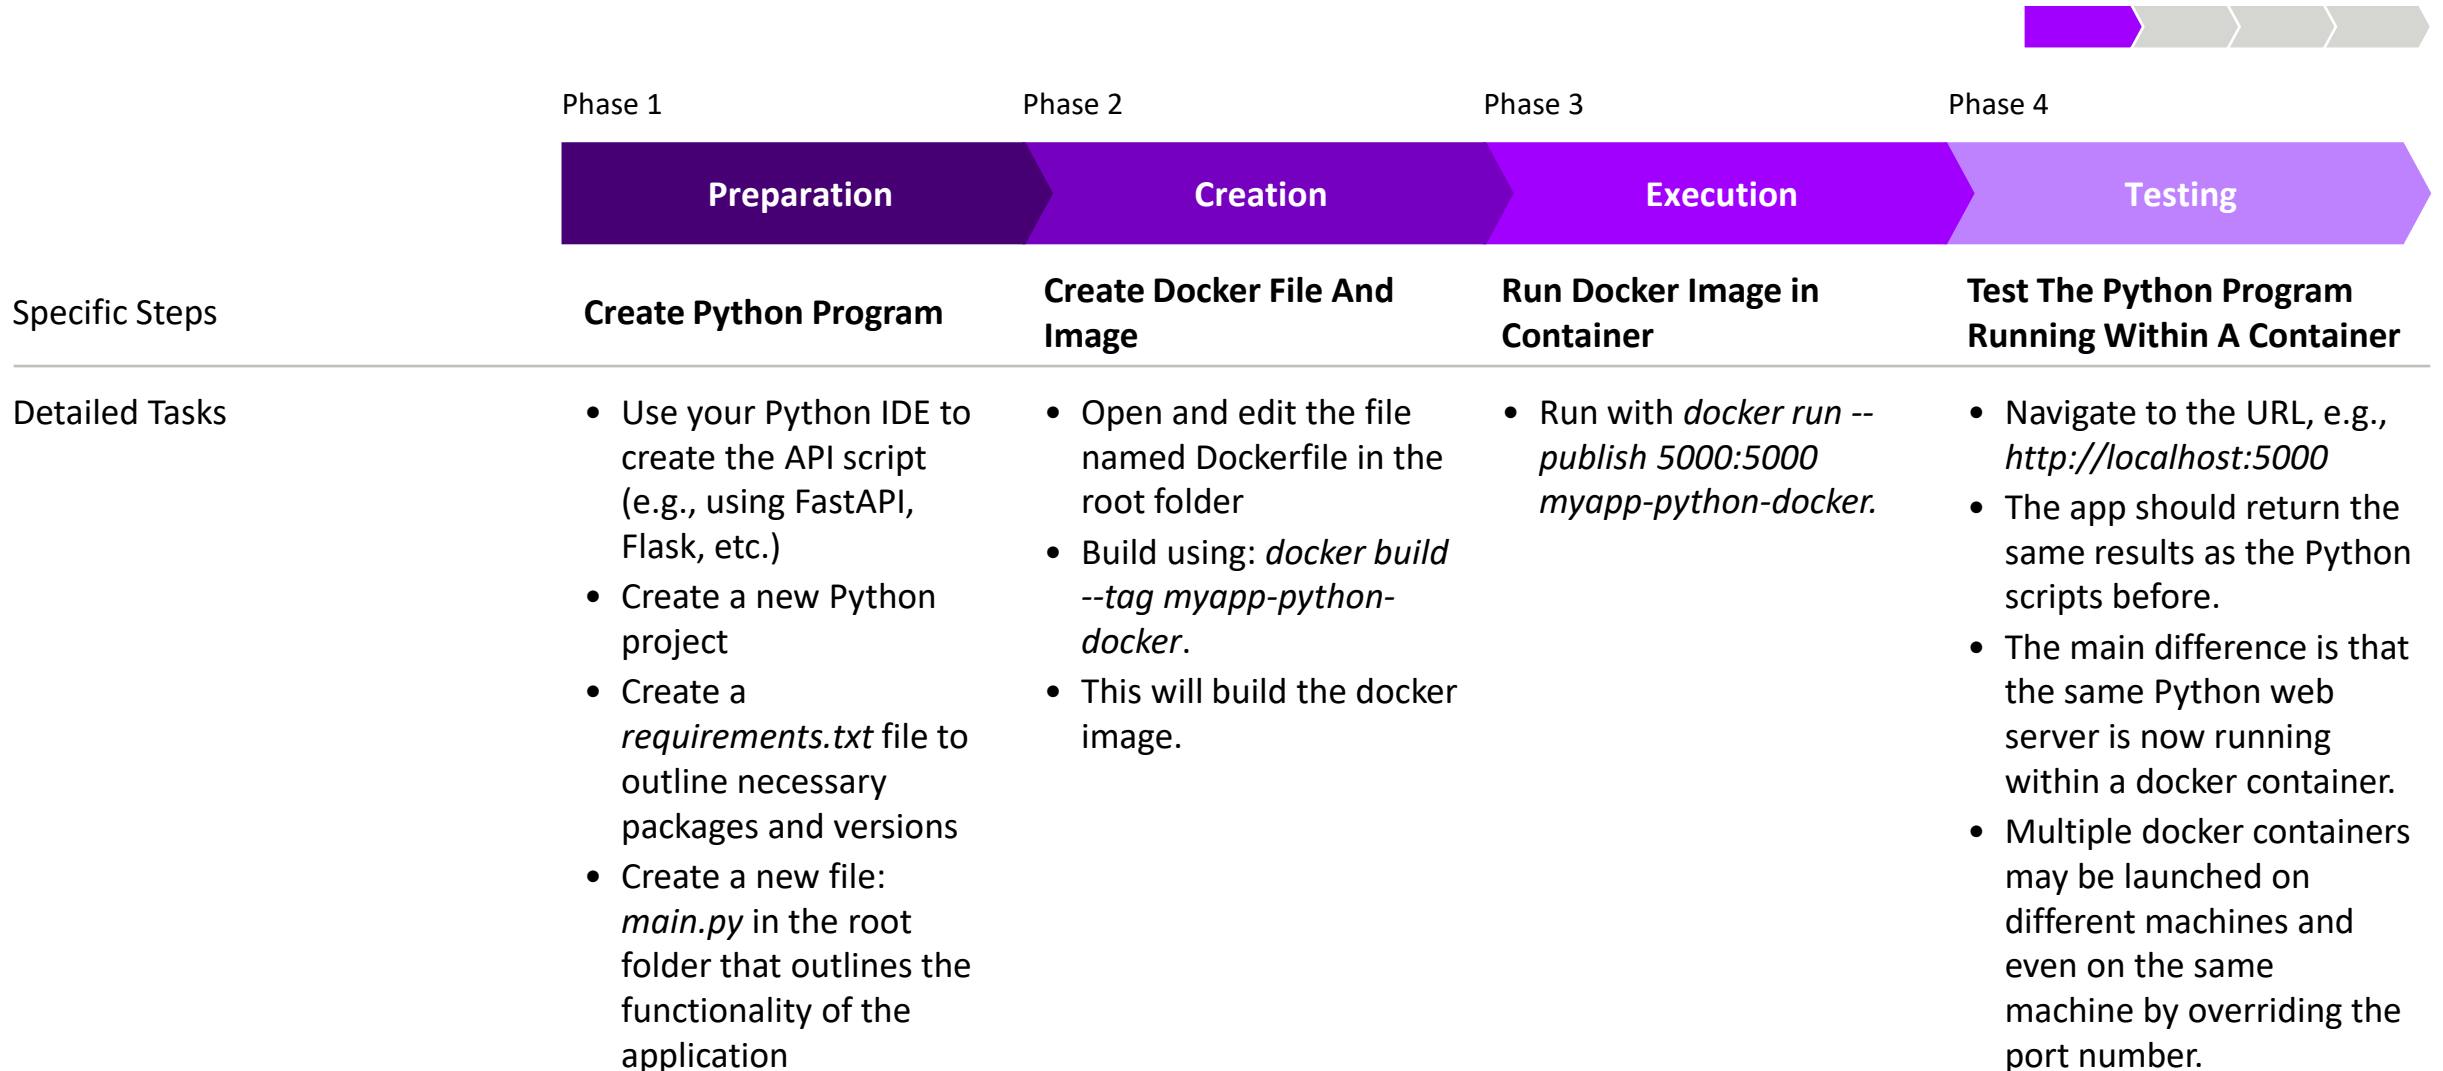 Phase 1
Phase 2
Phase 3
Phase 4
Preparation
Creation
Execution
Testing
Specific Steps
Create Python Program
Create Docker File And
Image
Run Docker Image in
Container
Test The Python Program
Running Within A Container
Detailed Tasks
• Use your Python IDE to
create the API script
(e.g., using FastAPI,
Flask, etc.)
• Create a new Python
project
• Create a
requirements.txt file to
outline necessary
packages and versions
• Create a new file:
main.py in the root
folder that outlines the
functionality of the
application
• Open and edit the file
named Dockerfile in the
root folder
• Build using: docker build
--tag myapp-python-
docker.
• This will build the docker
image.
• Run with docker run --
publish 5000:5000
myapp-python-docker.
• Navigate to the URL, e.g.,
http://localhost:5000
• The app should return the
same results as the Python
scripts before.
• The main difference is that
the same Python web
server is now running
within a docker container.
• Multiple docker containers
may be launched on
different machines and
even on the same
machine by overriding the
port number.